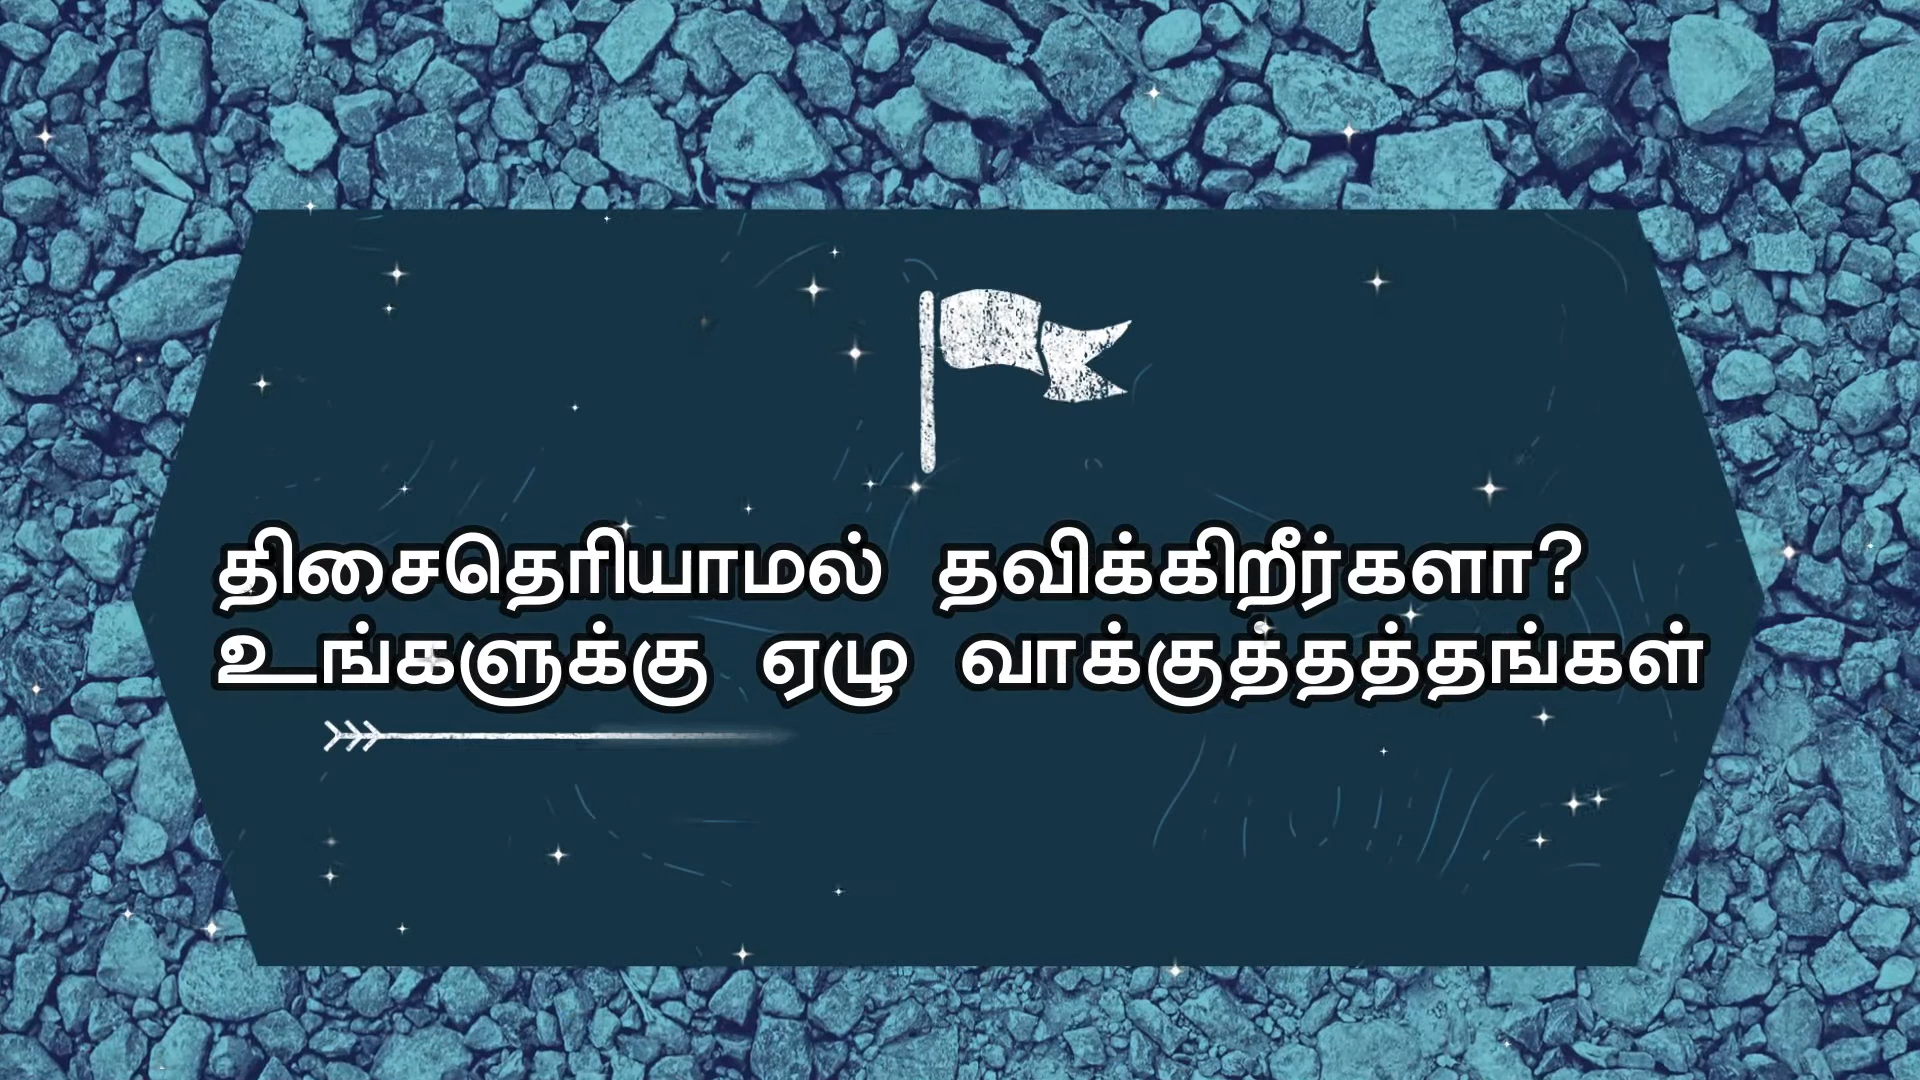 திசைதெரியாமல் தவிக்கிறீர்களா?
உங்களுக்கு ஏழு வாக்குத்தத்தங்கள்